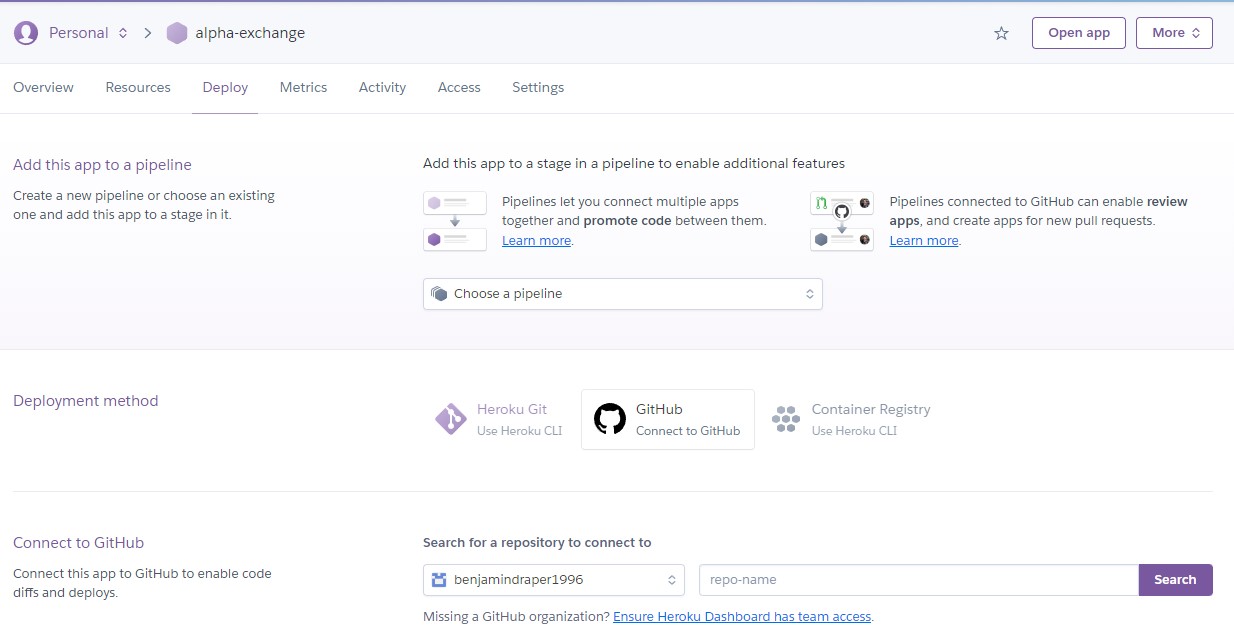 Personal alpha-exchange Open app More
Overview Resources Deploy Metrics Activity Access Settings
Add this app to a pipeline
Create a new pipeline or choose an existing
one and add this app to a stage in it.
Add this app to a stage in a pipeline to enable additional features
Pipelines let you connect multiple apps
together and promote code between them.
Learn more.
Pipelines connected to GitHub can enable review
apps, and create apps for new pull requests.
Learn more.
Choose a pipeline
Deployment method
Heroku Git
Use Heroku CLI
GitHub
Connect to GitHub
Container Registry
Use Heroku CLI
Connect to GitHub
Connect this app to GitHub to enable code
diffs and deploys.
Search for a repository to connect to
benjamindraper1996 repo-name Search
Missing a GitHub organization? Ensure Heroku Dashboard has team access.